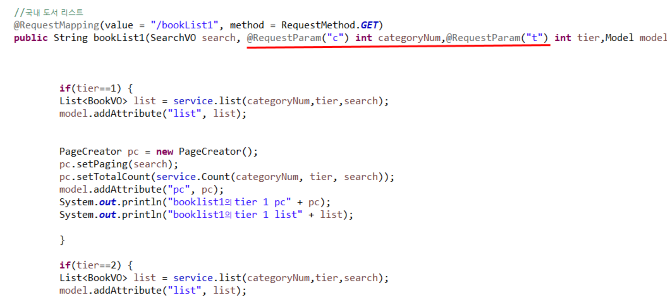 //국내 도서 리스트
@RequestMapping(value = "/bookList1", method = RequestMethod.GET)
public String bookList1(SearchVO search, @RequestParam("c") int categoryNum,@RequestParam("t") int tier,Model model
if(tier==1) {
List<BookVO> list = service.list(categoryNum,tier,search);
model.addAttribute("list", list);
PageCreator pc = new PageCreator();
pc.setPaging(search);
pc.setTotalCount(service.Count(categoryNum, tier, search));
model.addAttribute("pc", pc);
System.out.println("booklist1의 tier 1 pc" + pc);
System.out.println("booklist1의 tier 1 list" + list);
}
if(tier==2) {
List<BookVO> list = service.list(categoryNum,tier,search);
model.addAttribute("list", list);